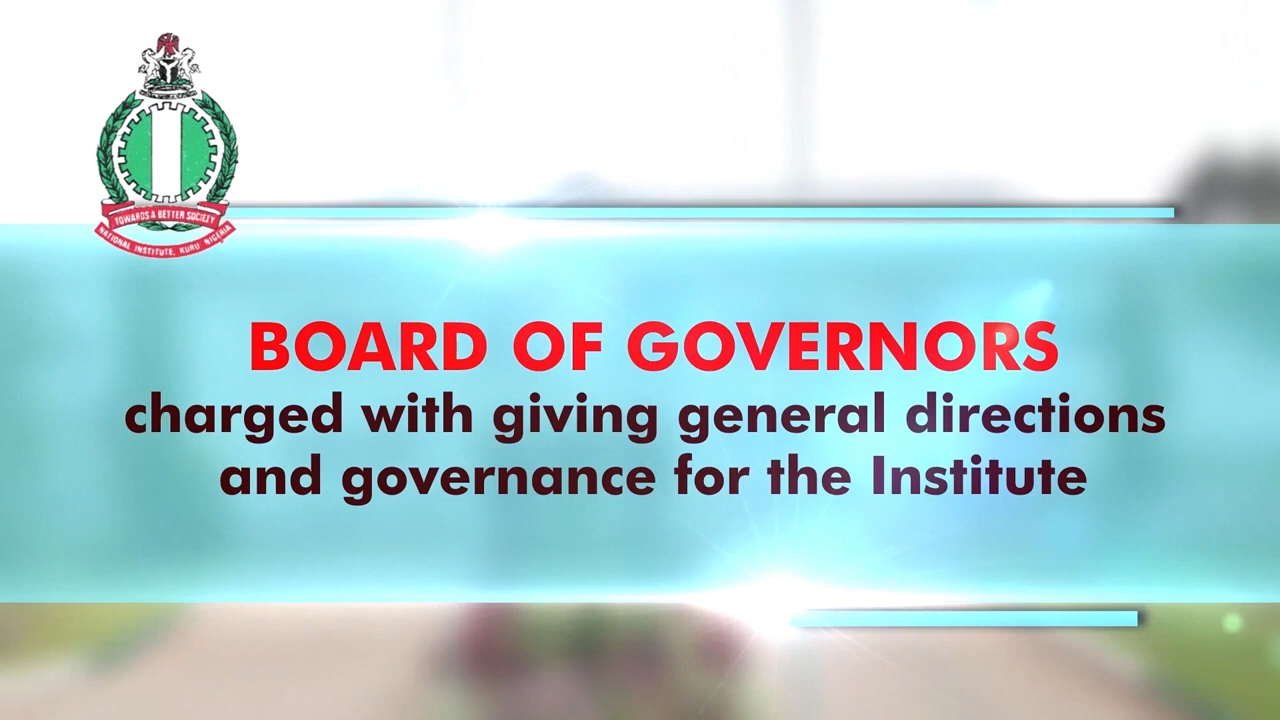 TOWARDS A BETTER SOCIETY
NATIONAL INSTITUTE, KURU NIGERIA
BOARD OF GOVERNORS
charged with giving general directions
and governance for the Institute